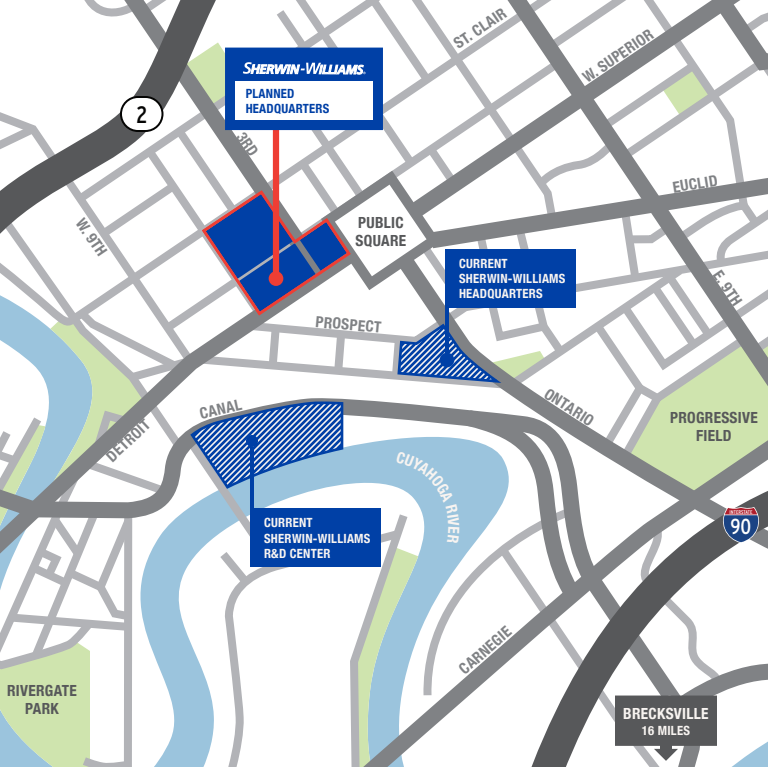 ST. CLAIR
W. SUPERIOR
SHERWIN-WILLIAMS.
PLANNED
HEADQUARTERS
2
3RD
EUCLID
W. 9TH
PUBLIC
SQUARE
CURRENT
SHERWIN-WILLIAMS
HEADQUARTERS
E. 9TH
PROSPECT
ONTARIO
CANAL
DETROIT
PROGRESSIVE
FIELD
CUYAHOGA RIVER
INTERSTATE
90
CURRENT
SHERWIN-WILLIAMS
R&D CENTER
CARNEGIE
RIVERGATE
PARK
BRECKSVILLE
16 MILES